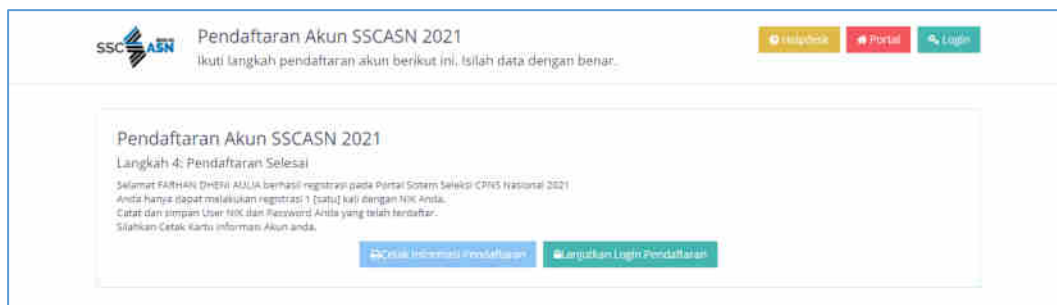 SSC ASN
Pendaftaran Akun SSCASN 2021
Ikuti langkah pendaftaran akun berikut ini. Isilah data dengan benar.
Helpdesk
Portal
Login
Pendaftaran Akun SSCASN 2021
Langkah 4: Pendaftaran Selesai
Selamat FARHAN DHENI AULIA berhasil registrasi pada Portal Sistem Seleksi CPNS Nasional 2021
Anda hanya dapat melakukan registrasi 1 [satu] kali dengan NIK Anda.
Catat dan simpan User NIK dan Password Anda yang telah terdaftar.
Silahkan Cetak Kartu Informasi Akun anda.
Cetak Informasi Pendaftaran
Lanjutkan Login Pendaftaran